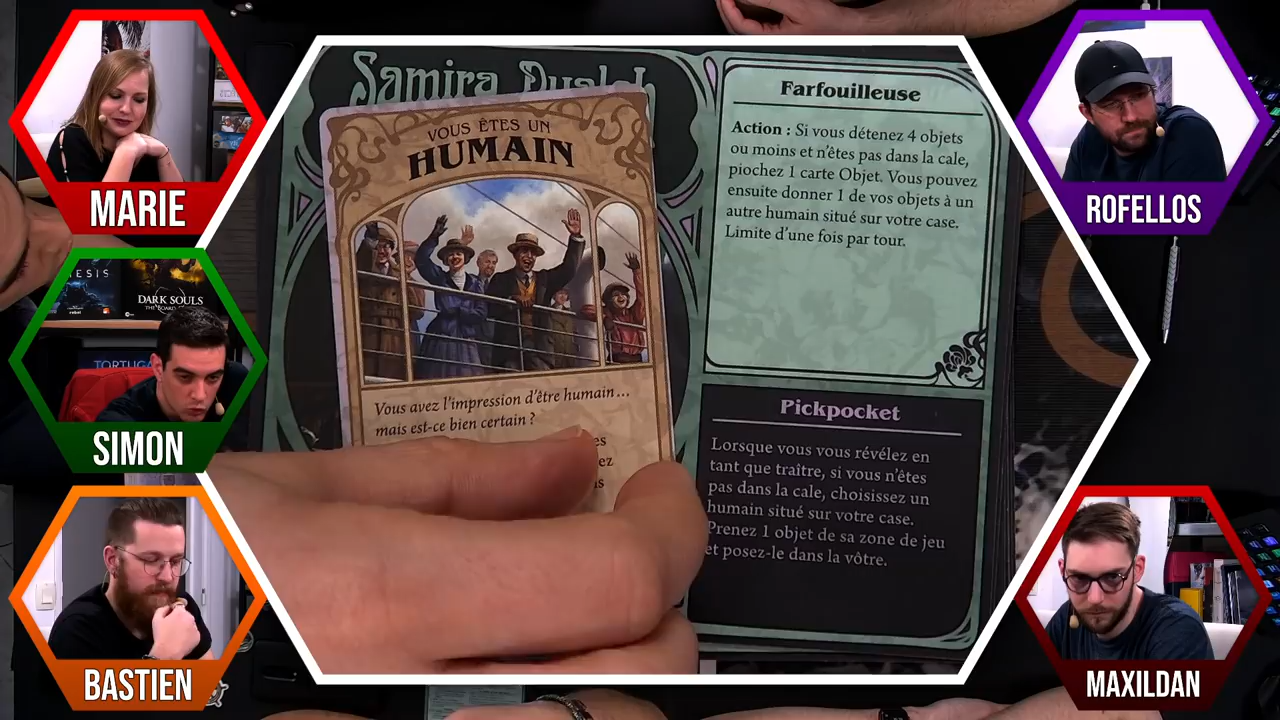 MARIE
SIMON
BASTIEN
ROFELLOS
MAXILDAN
DARK SOULS
THE BOARD
Samira
VOUS ÊTES UN
HUMAIN
Vous avez l'impression d'être humain…
mais est-ce bien certain ?
Farfouilleuse
Action : Si vous détenez 4 objets
ou moins et n'êtes pas dans la cale,
piochez 1 carte Objet. Vous pouvez
ensuite donner 1 de vos objets à un
autre humain situé sur votre case.
Limite d'une fois par tour.
Pickpocket
Lorsque vous vous révélez en
tant que traître, si vous n'êtes
pas dans la cale, choisissez un
humain situé sur votre case.
Prenez 1 objet de sa zone de jeu
et posez-le dans la vôtre.